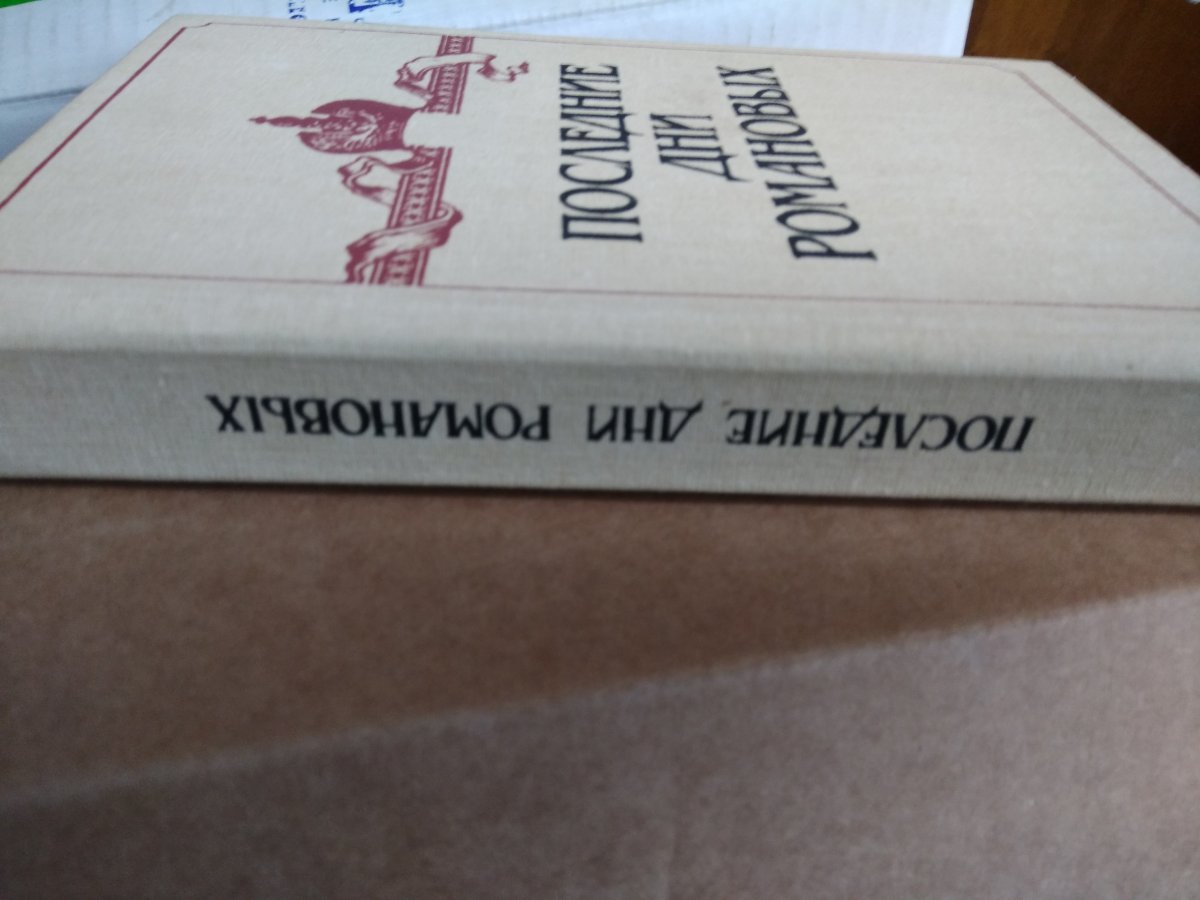 ПОСЛЕДНИЕ
ДНИ
РОМАНОВЫХ
ПОСЛЕДНИЕ ДНИ РОМАНОВЫХ